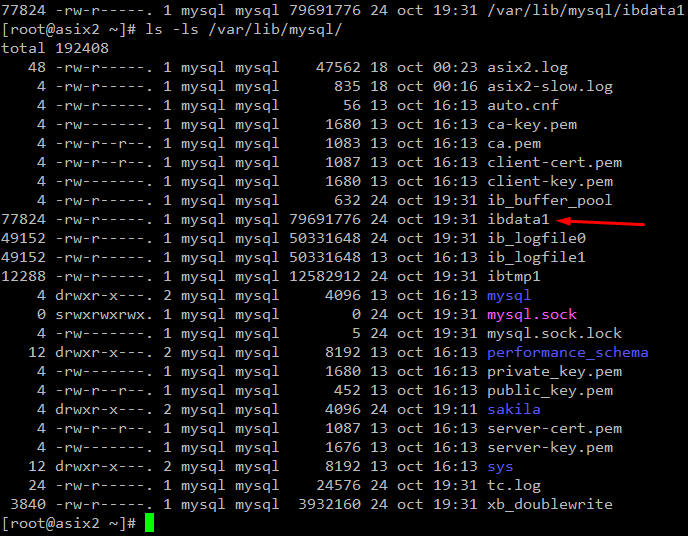 77824 -rw-r-----. 1 mysql mysql 79691776 24 oct 19:31 /var/lib/mysql/ibdata1
[root@asix2 ~]# ls -ls /var/lib/mysql/
total 192408
48 -rw-r-----. 1 mysql mysql 47562 18 oct 00:23 asix2.log
4 -rw-r-----. 1 mysql mysql 835 18 oct 00:16 asix2-slow.log
4 -rw-r-----. 1 mysql mysql 56 13 oct 16:13 auto.cnf
4 -rw-------. 1 mysql mysql 1680 13 oct 16:13 ca-key.pem
4 -rw-r--r--. 1 mysql mysql 1083 13 oct 16:13 ca.pem
4 -rw-r--r--. 1 mysql mysql 1087 13 oct 16:13 client-cert.pem
4 -rw-------. 1 mysql mysql 1680 13 oct 16:13 client-key.pem
4 -rw-r-----. 1 mysql mysql 632 24 oct 19:31 ib_buffer_pool
77824 -rw-r-----. 1 mysql mysql 79691776 24 oct 19:31 ibdata1
49152 -rw-r-----. 1 mysql mysql 50331648 24 oct 19:31 ib_logfile0
49152 -rw-r-----. 1 mysql mysql 50331648 13 oct 16:13 ib_logfile1
12288 -rw-r-----. 1 mysql mysql 12582912 24 oct 19:31 ibtmp1
4 drwxr-x---. 2 mysql mysql 4096 13 oct 16:13 mysql
0 srwxrwxrwx. 1 mysql mysql 0 24 oct 19:31 mysql.sock
4 -rw-------. 1 mysql mysql 5 24 oct 19:31 mysql.sock.lock
12 drwxr-x---. 2 mysql mysql 8192 13 oct 16:13 performance_schema
4 -rw-------. 1 mysql mysql 1680 13 oct 16:13 private_key.pem
4 -rw-r--r--. 1 mysql mysql 452 13 oct 16:13 public_key.pem
4 drwxr-x---. 2 mysql mysql 4096 24 oct 19:11 sakila
4 -rw-r--r--. 1 mysql mysql 1087 13 oct 16:13 server-cert.pem
4 -rw-------. 1 mysql mysql 1676 13 oct 16:13 server-key.pem
12 drwxr-x---. 2 mysql mysql 8192 13 oct 16:13 sys
24 -rw-r-----. 1 mysql mysql 24576 24 oct 19:31 tc.log
3840 -rw-r-----. 1 mysql mysql 3932160 24 oct 19:31 xb_doublewrite
[root@asix2 ~]#